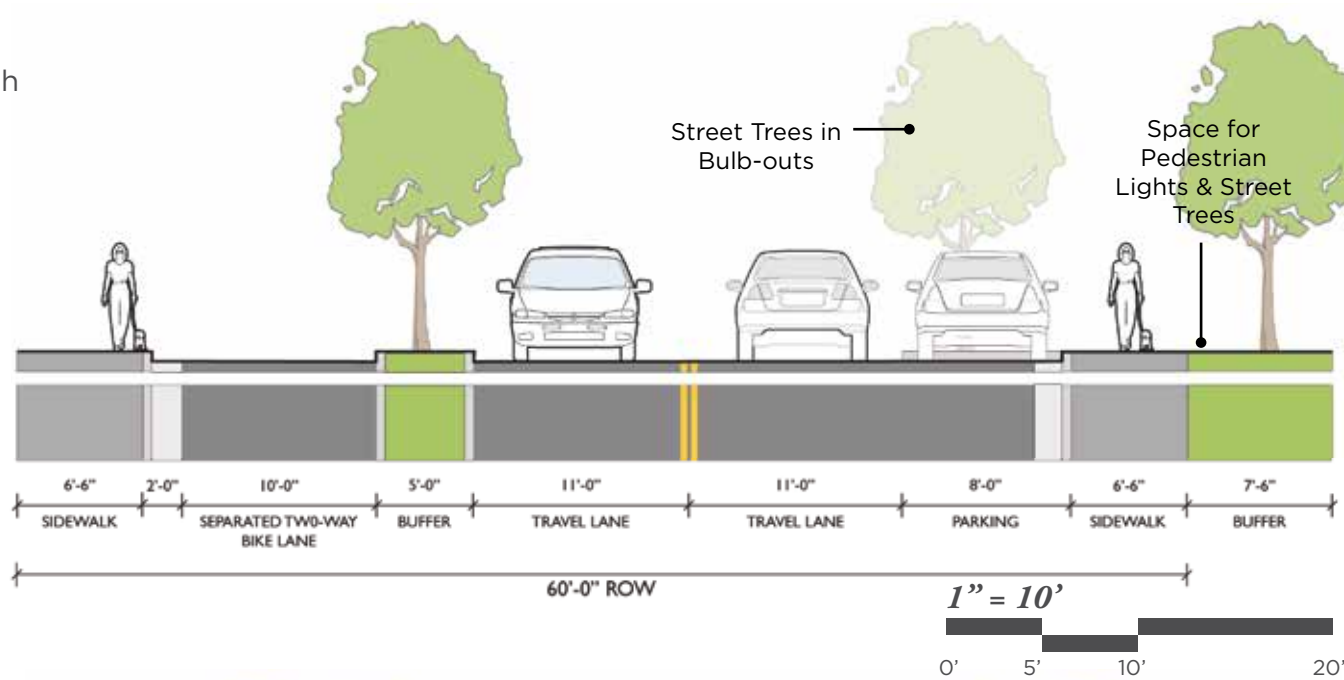 h
Street Trees in
Bulb-outs
Space for
Pedestrian
Lights & Street
Trees
6'-6" 2'-0" 10'-0" 5'-0" 11'-0" 11'-0" 8'-0" 6'-6" 7'-6"
SIDEWALK SEPARATED TWO-WAY BUFFER TRAVEL LANE TRAVEL LANE PARKING SIDEWALK BUFFER
BIKE LANE
60'-0" ROW
1” = 10’
0’ 5’ 10’ 20’